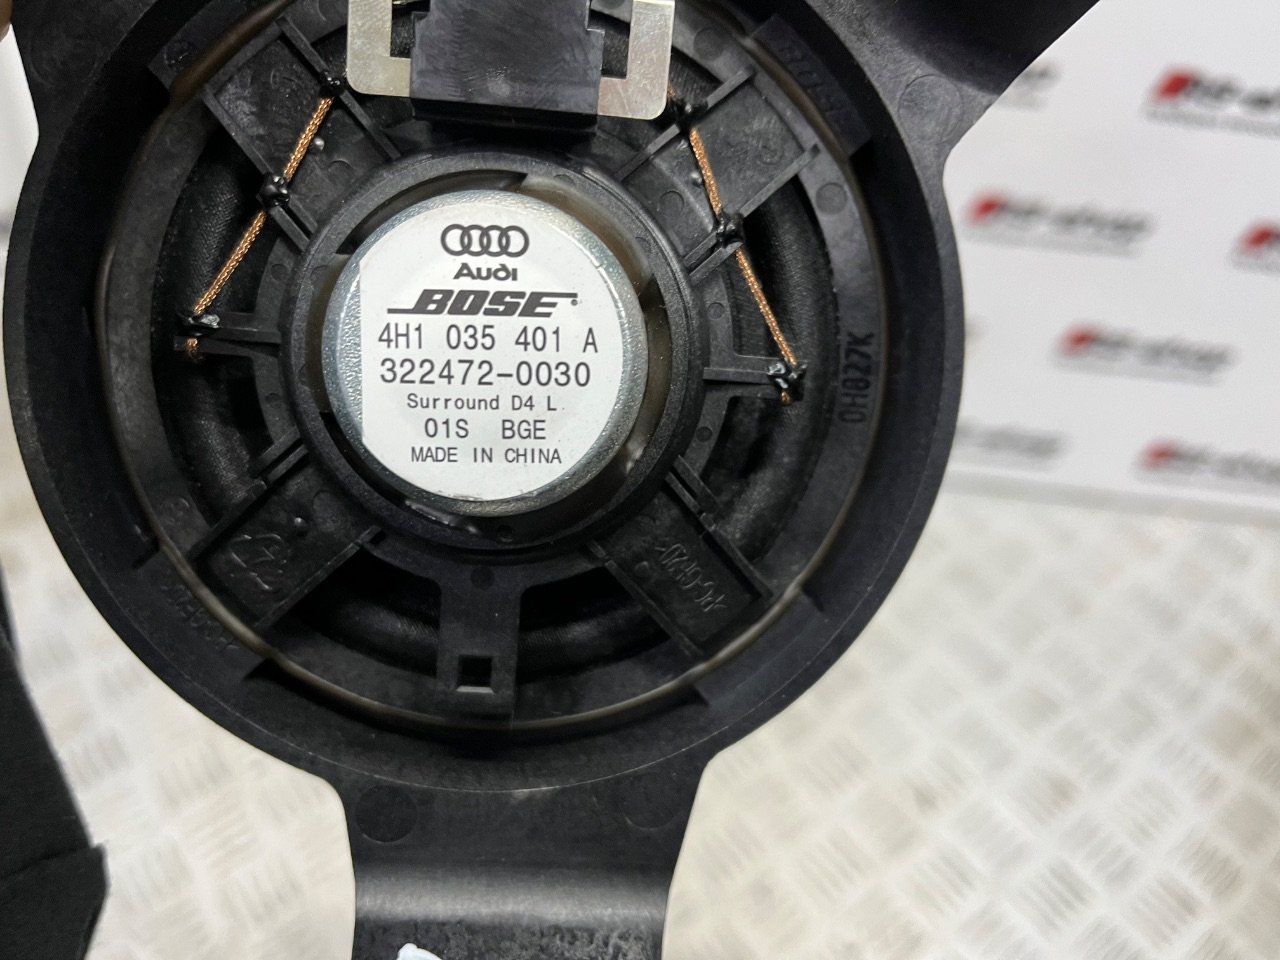 Audi
BOSE®
4H1 035 401 A
322472-0030
Surround D4 L
01S BGE
MADE IN CHINA
0H827K